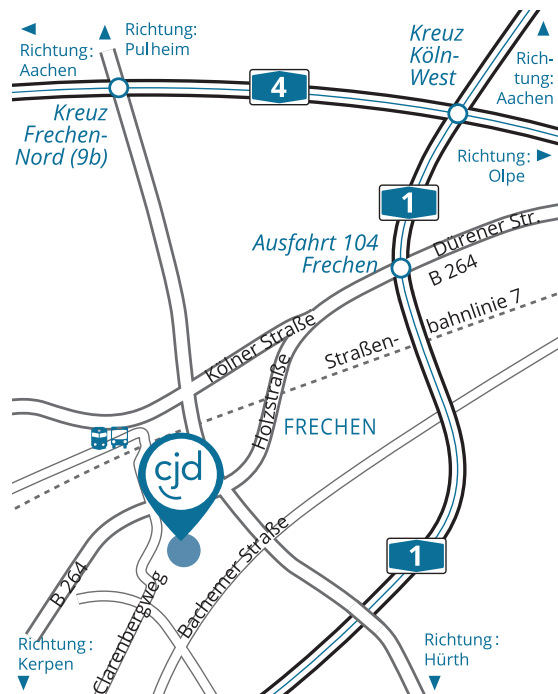 Richtung:
Aachen
Richtung:
Pulheim
Kreuz
Köln-
West
Rich-
tung:
Aachen
4
Kreuz
Frechen-
Nord (9b)
Richtung:
Olpe
1
Ausfahrt 104
Frechen
Dürener Str.
B 264
Straßen-
bahnlinie 7
Kölner Straße
Holzstraße
FRECHEN
cjd
B 264
Clarenbergweg
Bachemer Straße
1
Richtung:
Kerpen
Richtung:
Hürth